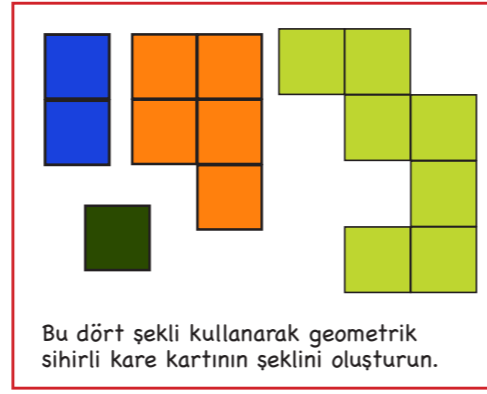 Bu dört şekli kullanarak geometrik
sihirli kare kartının şeklini oluşturun.